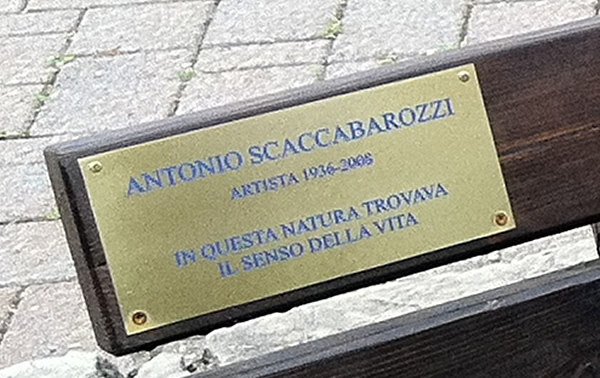 ANTONIO SCACCABAROZZI
ARTISTA 1936-2008
IN QUESTA NATURA TROVAVA
IL SENSO DELLA VITA